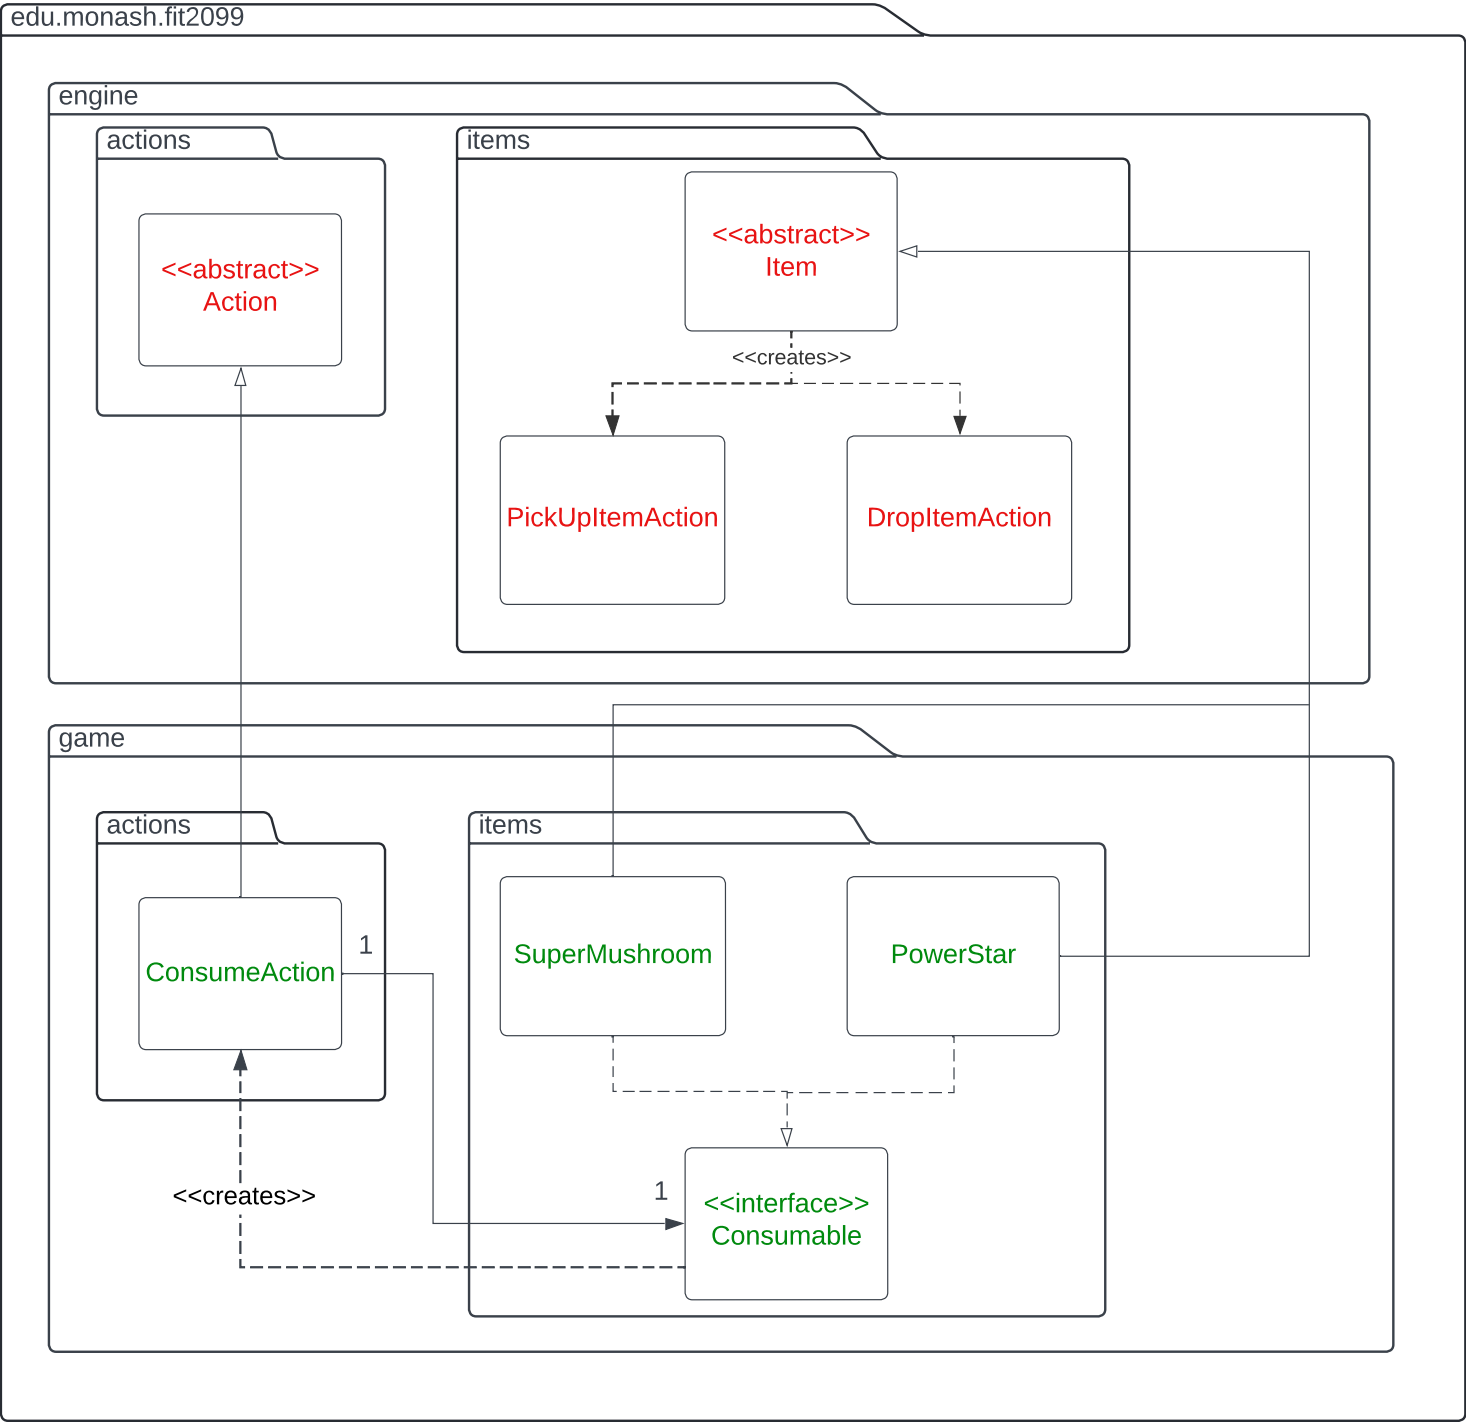 edu.monash.fit2099
engine
actions
items
<<abstract>>
Action
<<abstract>>
Item
<<creates>>
PickUpItemAction
DropItemAction
game
actions
items
ConsumeAction
1
SuperMushroom
PowerStar
<<creates>>
1
<<interface>>
Consumable